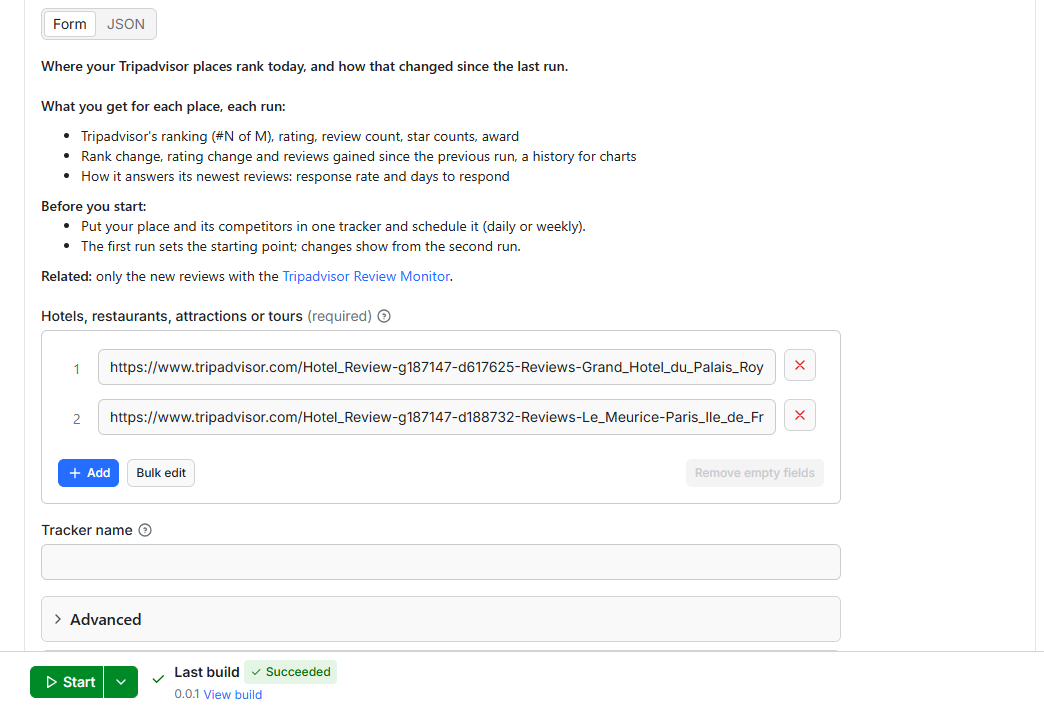 Form JSON
Where your Tripadvisor places rank today, and how that changed since the last run.
What you get for each place, each run:
Tripadvisor's ranking (#N of M), rating, review count, star counts, award
Rank change, rating change and reviews gained since the previous run, a history for charts
How it answers its newest reviews: response rate and days to respond
Before you start:
Put your place and its competitors in one tracker and schedule it (daily or weekly).
The first run sets the starting point; changes show from the second run.
Related: only the new reviews with the Tripadvisor Review Monitor.
Hotels, restaurants, attractions or tours (required)
1 https://www.tripadvisor.com/Hotel_Review-g187147-d617625-Reviews-Grand_Hotel_du_Palais_Roy
2 https://www.tripadvisor.com/Hotel_Review-g187147-d188732-Reviews-Le_Meurice-Paris_Ile_de_Fr
+ Add Bulk edit Remove empty fields
Tracker name
Advanced
Start Last build Succeeded
0.0.1 View build